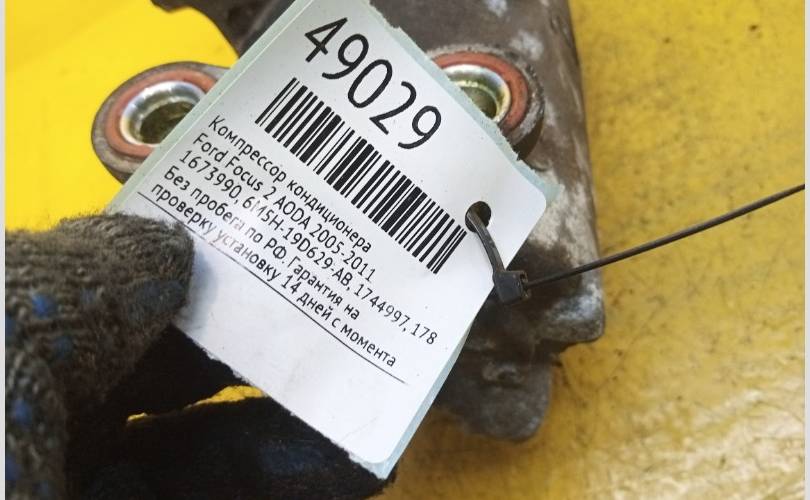 49029
Компрессор кондиционера
Ford Focus 2 AODA 2005-2011
1673990, 6M5H-19D629-AB, 1744997, 178
Без пробега по РФ. Гарантия на
проверку установку 14 дней с момента